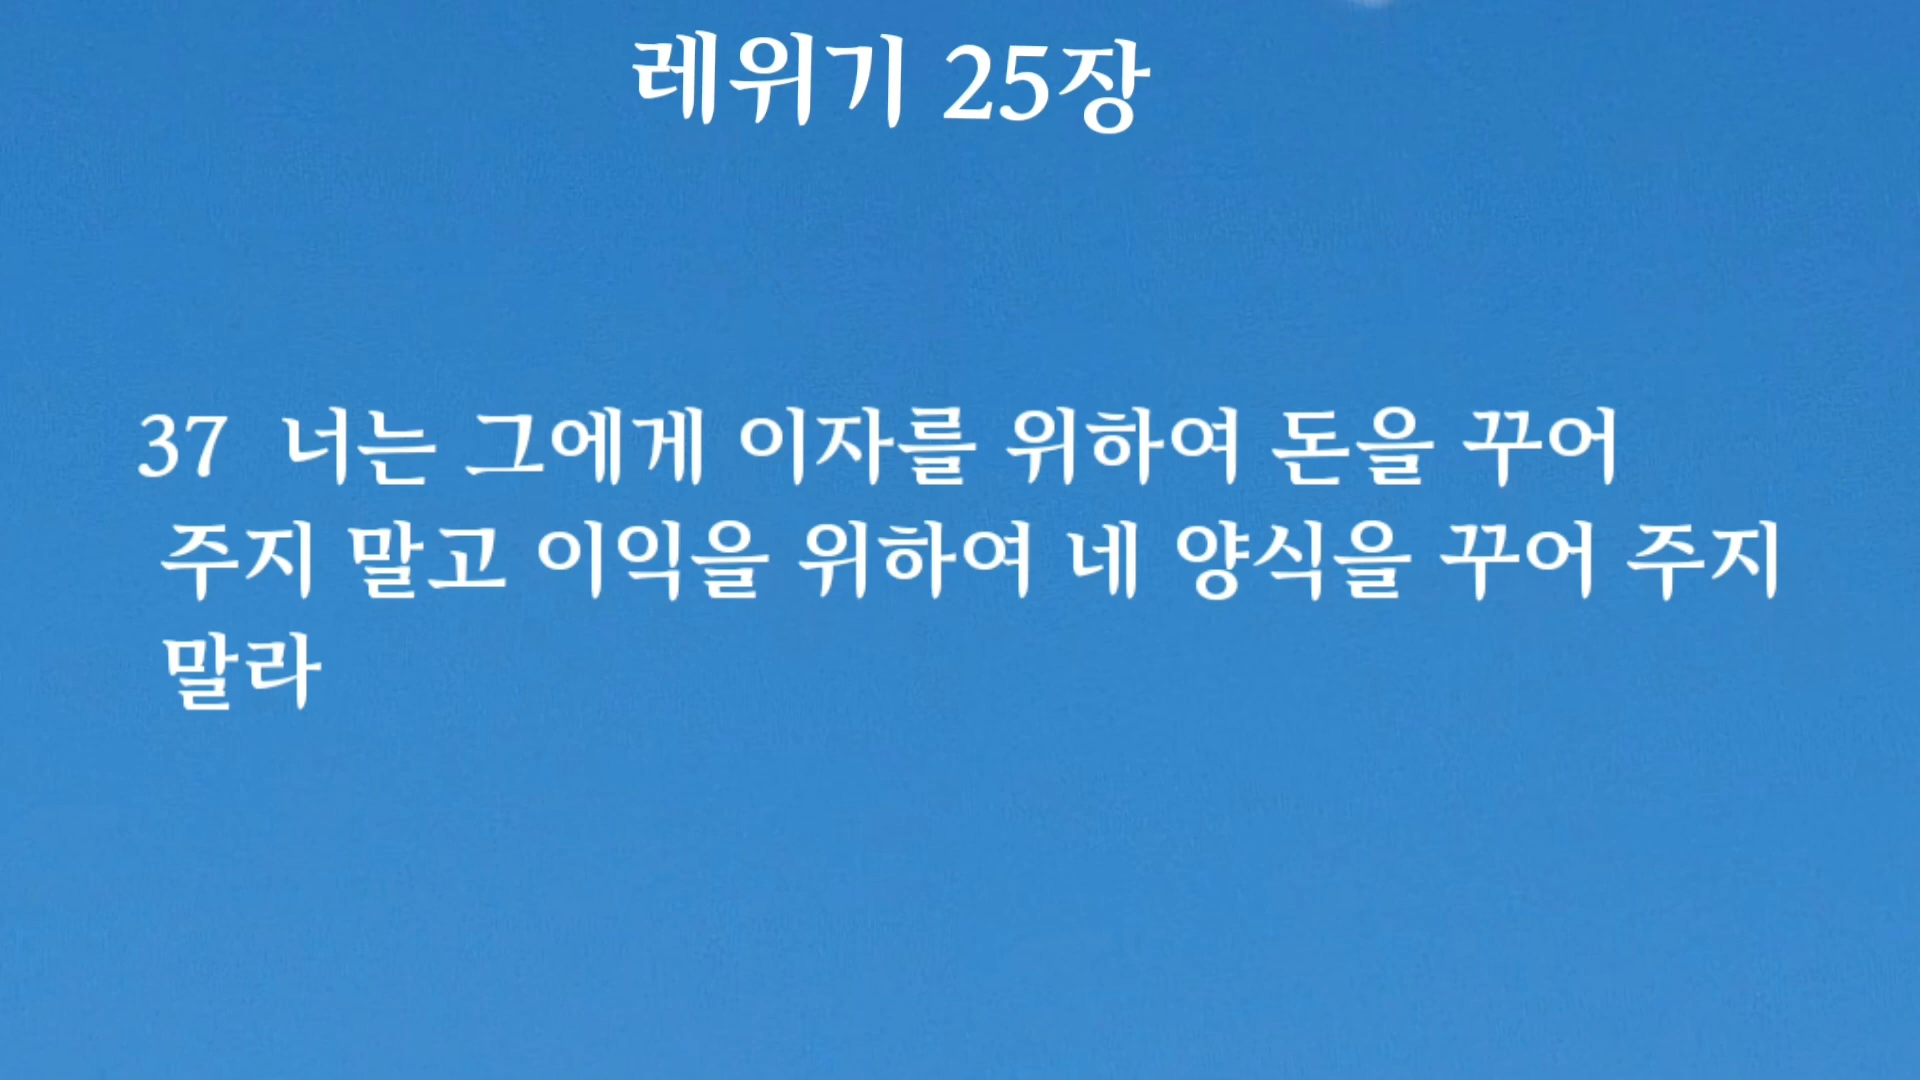 레위기 25장
37 너는 그에게 이자를 위하여 돈을 꾸어
주지 말고 이익을 위하여 네 양식을 꾸어 주지
말라